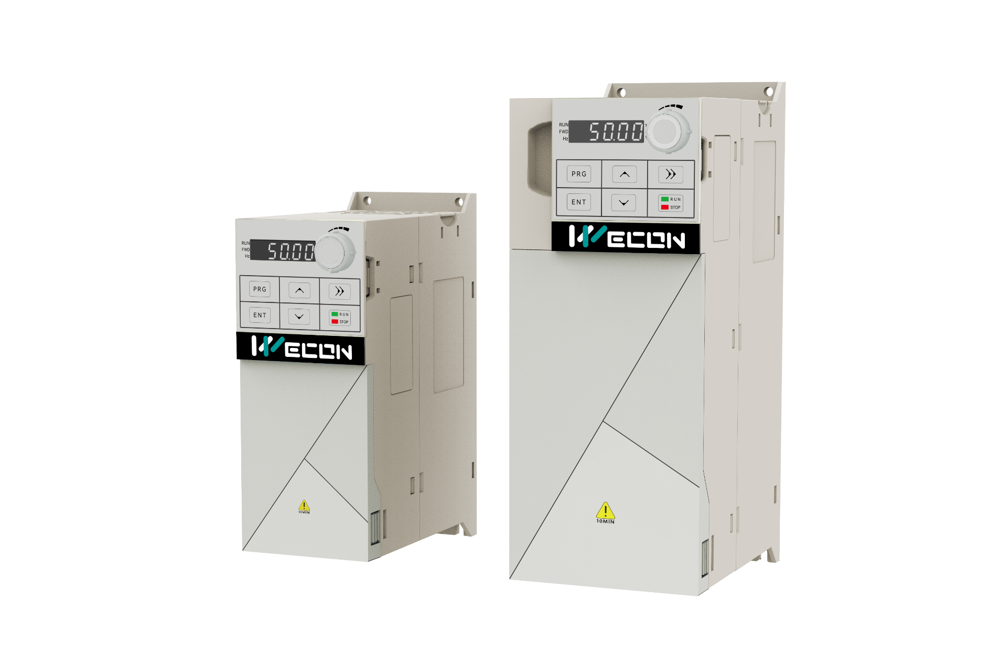 RUN
FWD
Hz
50.00
PRG
ENT
RUN
STOP
WECON
10MIN
RUN
FWD
Hz
50.00
PRG
ENT
RUN
STOP
WECON
10MIN